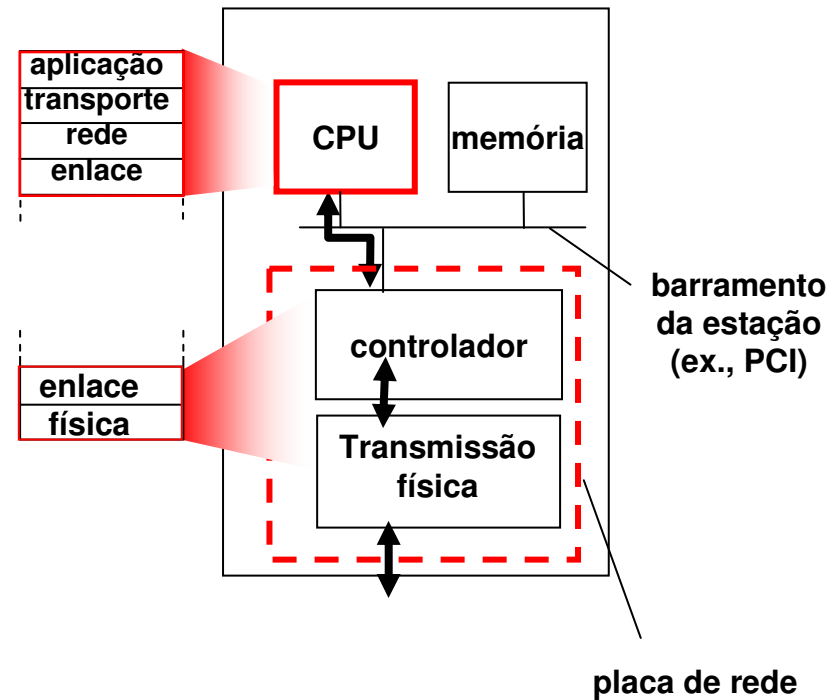 aplicação
transporte
rede
enlace
CPU
memória
barramento
da estação
(ex., PCI)
controlador
enlace
física
Transmissão
física
placa de rede